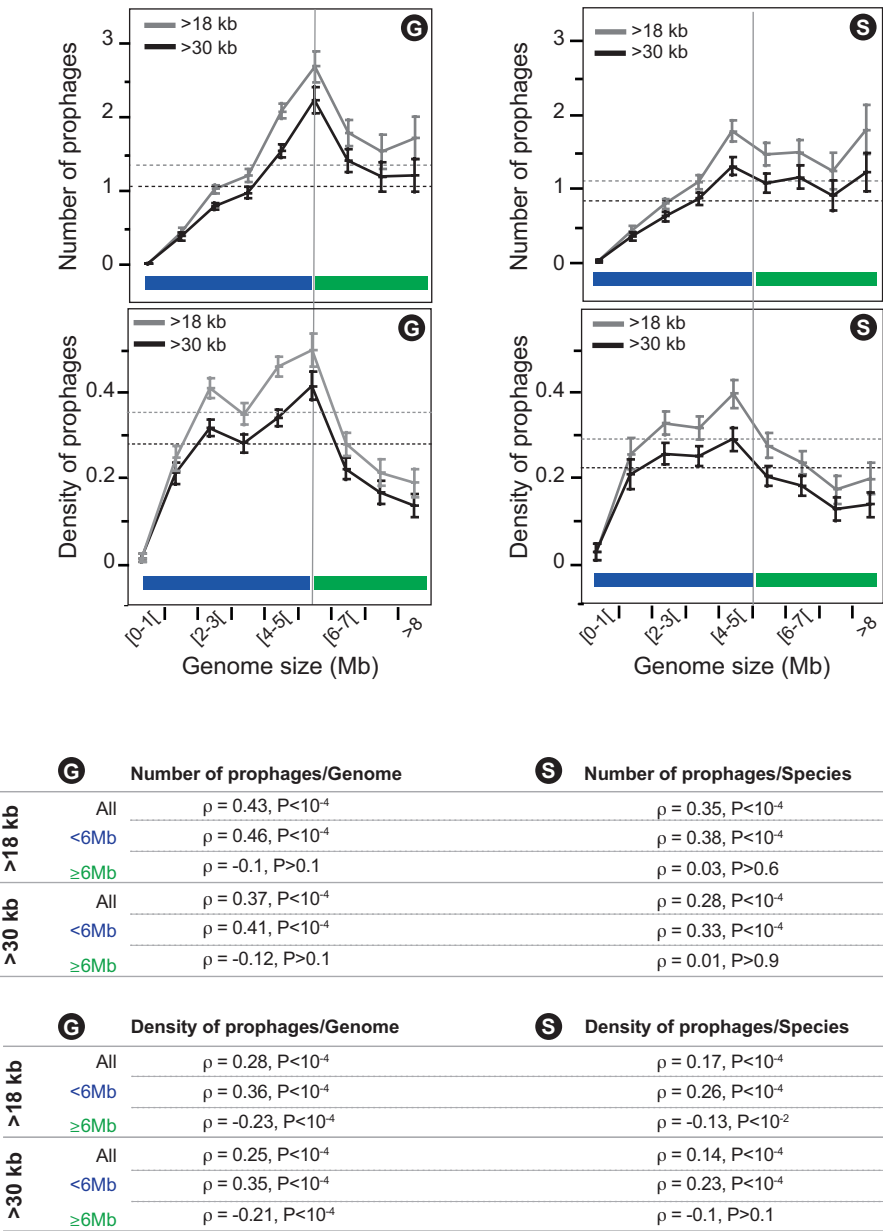 >18 kb
>30 kb
G
Number of prophages
3
2
1
0
>18 kb
>30 kb
S
Number of prophages
3
2
1
0
>18 kb
>30 kb
G
Density of prophages
0.4
0.2
0
[0-1[
[2-3[
[4-5[
[6-7[
>8
Genome size (Mb)
>18 kb
>30 kb
S
Density of prophages
0.4
0.2
0
[0-1[
[2-3[
[4-5[
[6-7[
>8
Genome size (Mb)
G Number of prophages/Genome S Number of prophages/Species
>18 kb
All ρ = 0.43, P<10-4 ρ = 0.35, P<10-4
<6Mb ρ = 0.46, P<10-4 ρ = 0.38, P<10-4
≥6Mb ρ = -0.1, P>0.1 ρ = 0.03, P>0.6
>30 kb
All ρ = 0.37, P<10-4 ρ = 0.28, P<10-4
<6Mb ρ = 0.41, P<10-4 ρ = 0.33, P<10-4
≥6Mb ρ = -0.12, P>0.1 ρ = 0.01, P>0.9
G Density of prophages/Genome S Density of prophages/Species
>18 kb
All ρ = 0.28, P<10-4 ρ = 0.17, P<10-4
<6Mb ρ = 0.36, P<10-4 ρ = 0.26, P<10-4
≥6Mb ρ = -0.23, P<10-4 ρ = -0.13, P<10-2
>30 kb
All ρ = 0.25, P<10-4 ρ = 0.14, P<10-4
<6Mb ρ = 0.35, P<10-4 ρ = 0.23, P<10-4
≥6Mb ρ = -0.21, P<10-4 ρ = -0.1, P>0.1